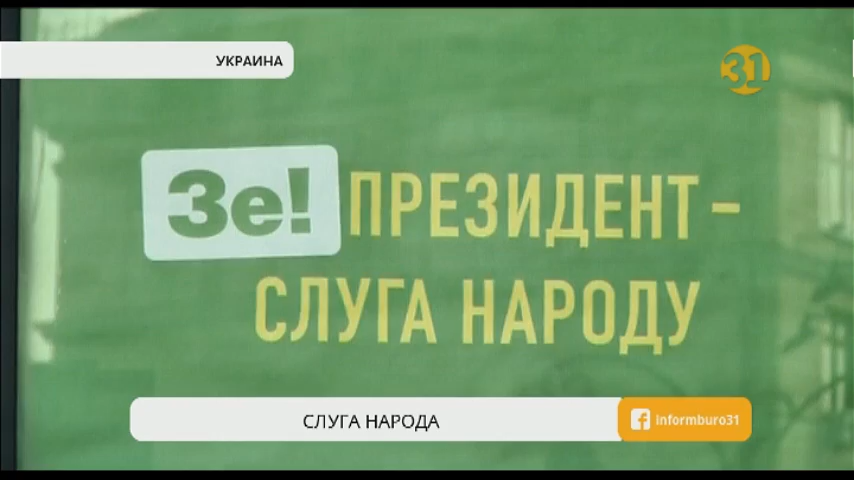 УКРАИНА
31
Зе! ПРЕЗИДЕНТ –
СЛУГА НАРОДУ
СЛУГА НАРОДА
informburo31